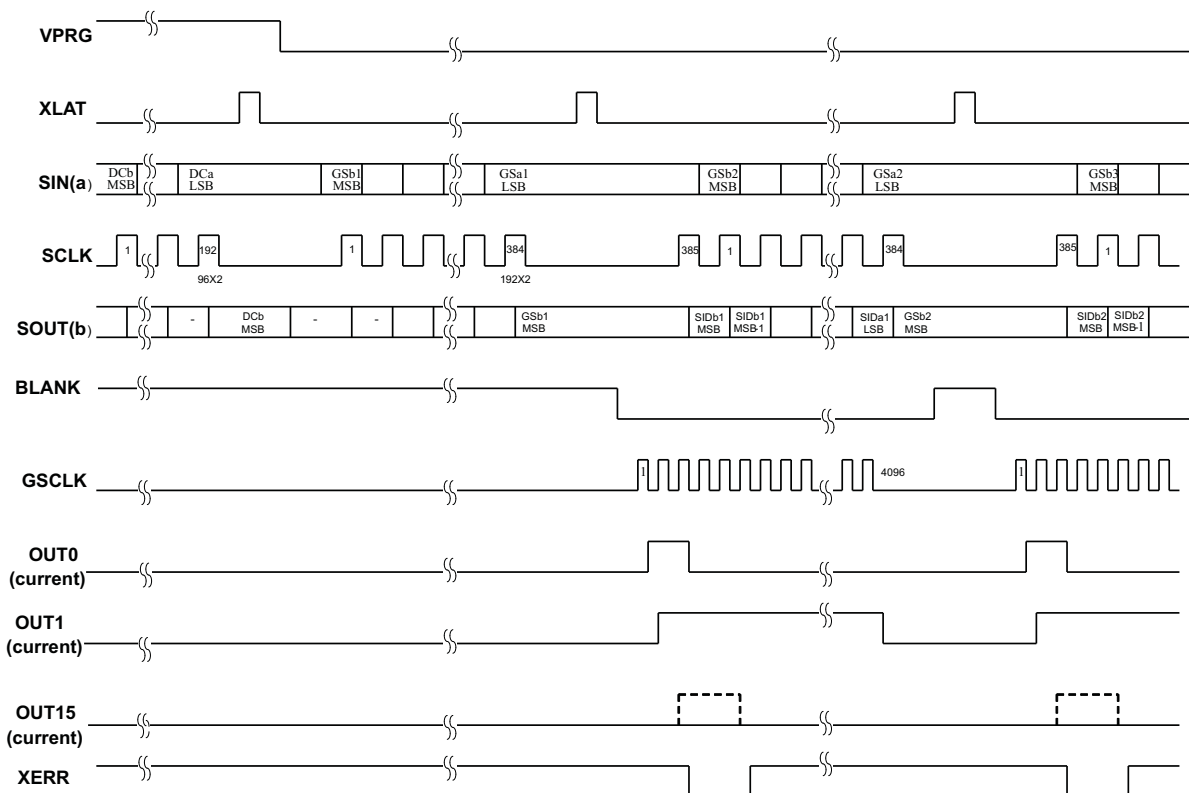 VPRG
XLAT
SIN(a)
DCb
MSB
DCa
LSB
GSb1
MSB
GSa1
LSB
GSb2
MSB
GSa2
LSB
GSb3
MSB
SCLK
1
192
1
384
385
1
384
385
1
96X2
192X2
SOUT(b)
-
DCb
MSB
-
-
GSb1
MSB
SIDb1
MSB
SIDb1
MSB-1
SIDa1
LSB
GSb2
MSB
SIDb2
MSB
SIDb2
MSB-1
BLANK
GSCLK
1
4096
1
OUT0
(current)
OUT1
(current)
OUT15
(current)
XERR